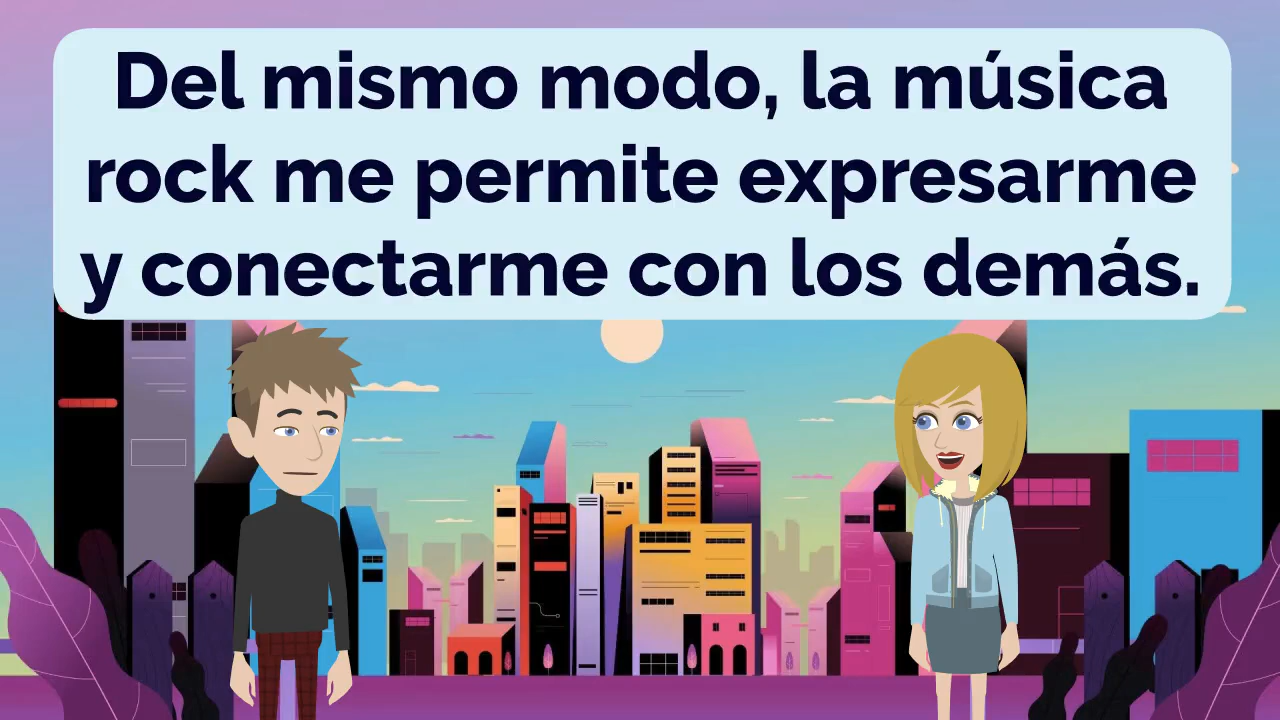 Del mismo modo, la música
rock me permite expresarme
y conectarme con los demás.